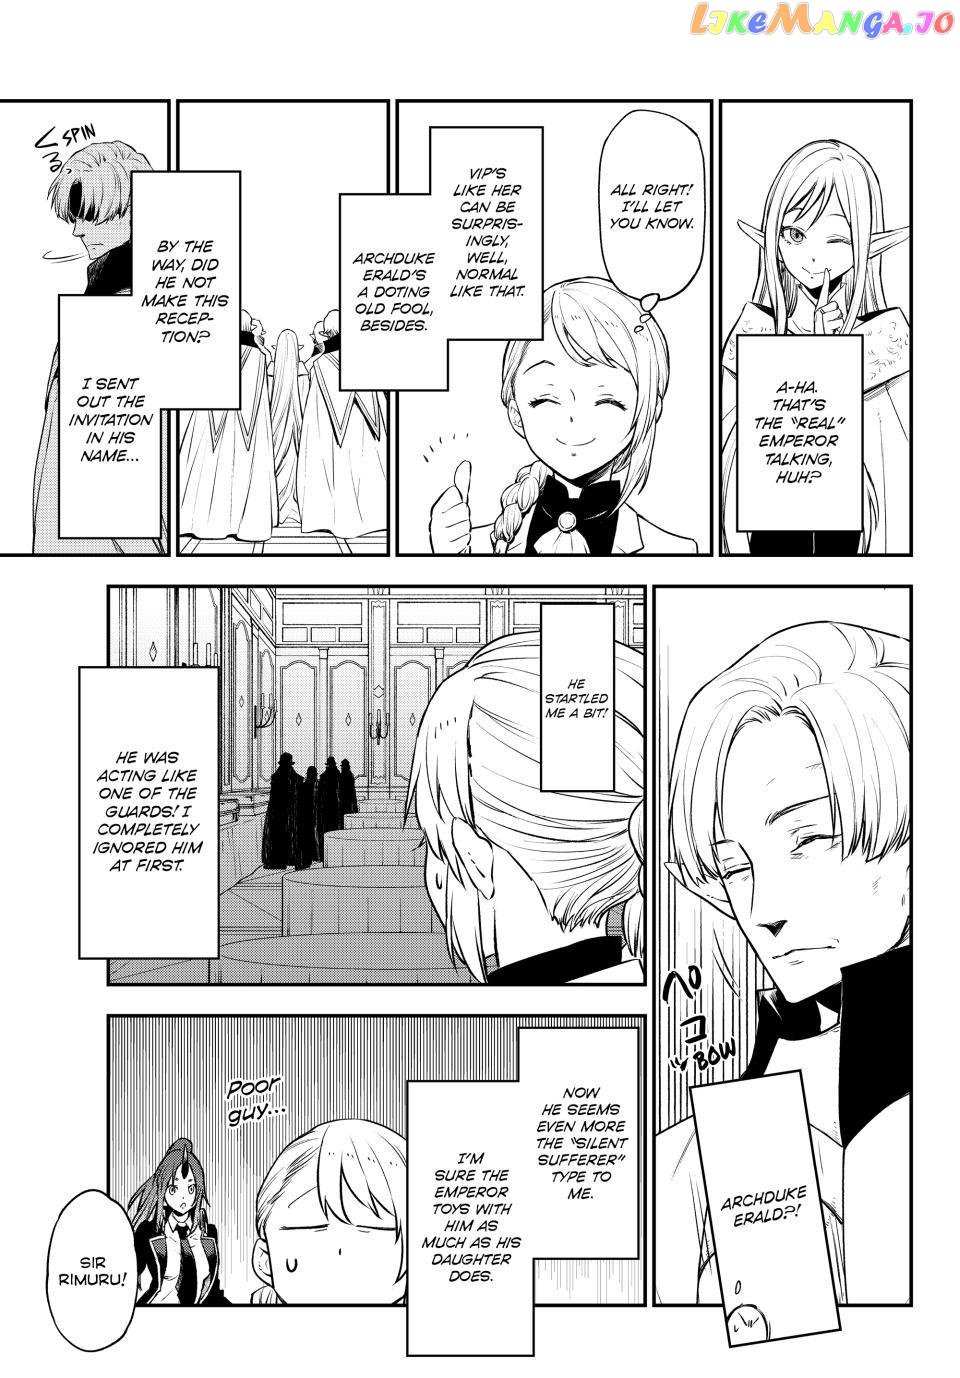 LIKEMANGA.IO
ALL RIGHT!
I'LL LET
YOU KNOW.
A-HA.
THAT'S
THE "REAL"
EMPEROR
TALKING,
HUH?
VIP'S
LIKE HER
CAN BE
SURPRIS-
INGLY,
WELL,
NORMAL
LIKE THAT.
ARCHDUKE
ERALD'S
A DOTING
OLD FOOL,
BESIDES.
BY THE
WAY, DID
HE NOT
MAKE THIS
RECEP-
TION?
くる
SPIN
I SENT
OUT THE
INVITATION
IN HIS
NAME...
ペコ
BOW
ARCHDUKE
ERALD?!
HE
STARTLED
ME A BIT!
HE WAS
ACTING LIKE
ONE OF THE
GUARDS! I
COMPLETELY
IGNORED HIM
AT FIRST.
NOW
HE SEEMS
EVEN MORE
THE "SILENT
SUFFERER"
TYPE TO
ME.
I'M
SURE THE
EMPEROR
TOYS WITH
HIM AS
MUCH AS HIS
DAUGHTER
DOES.
Poor
guy...
SIR
RIMURU!